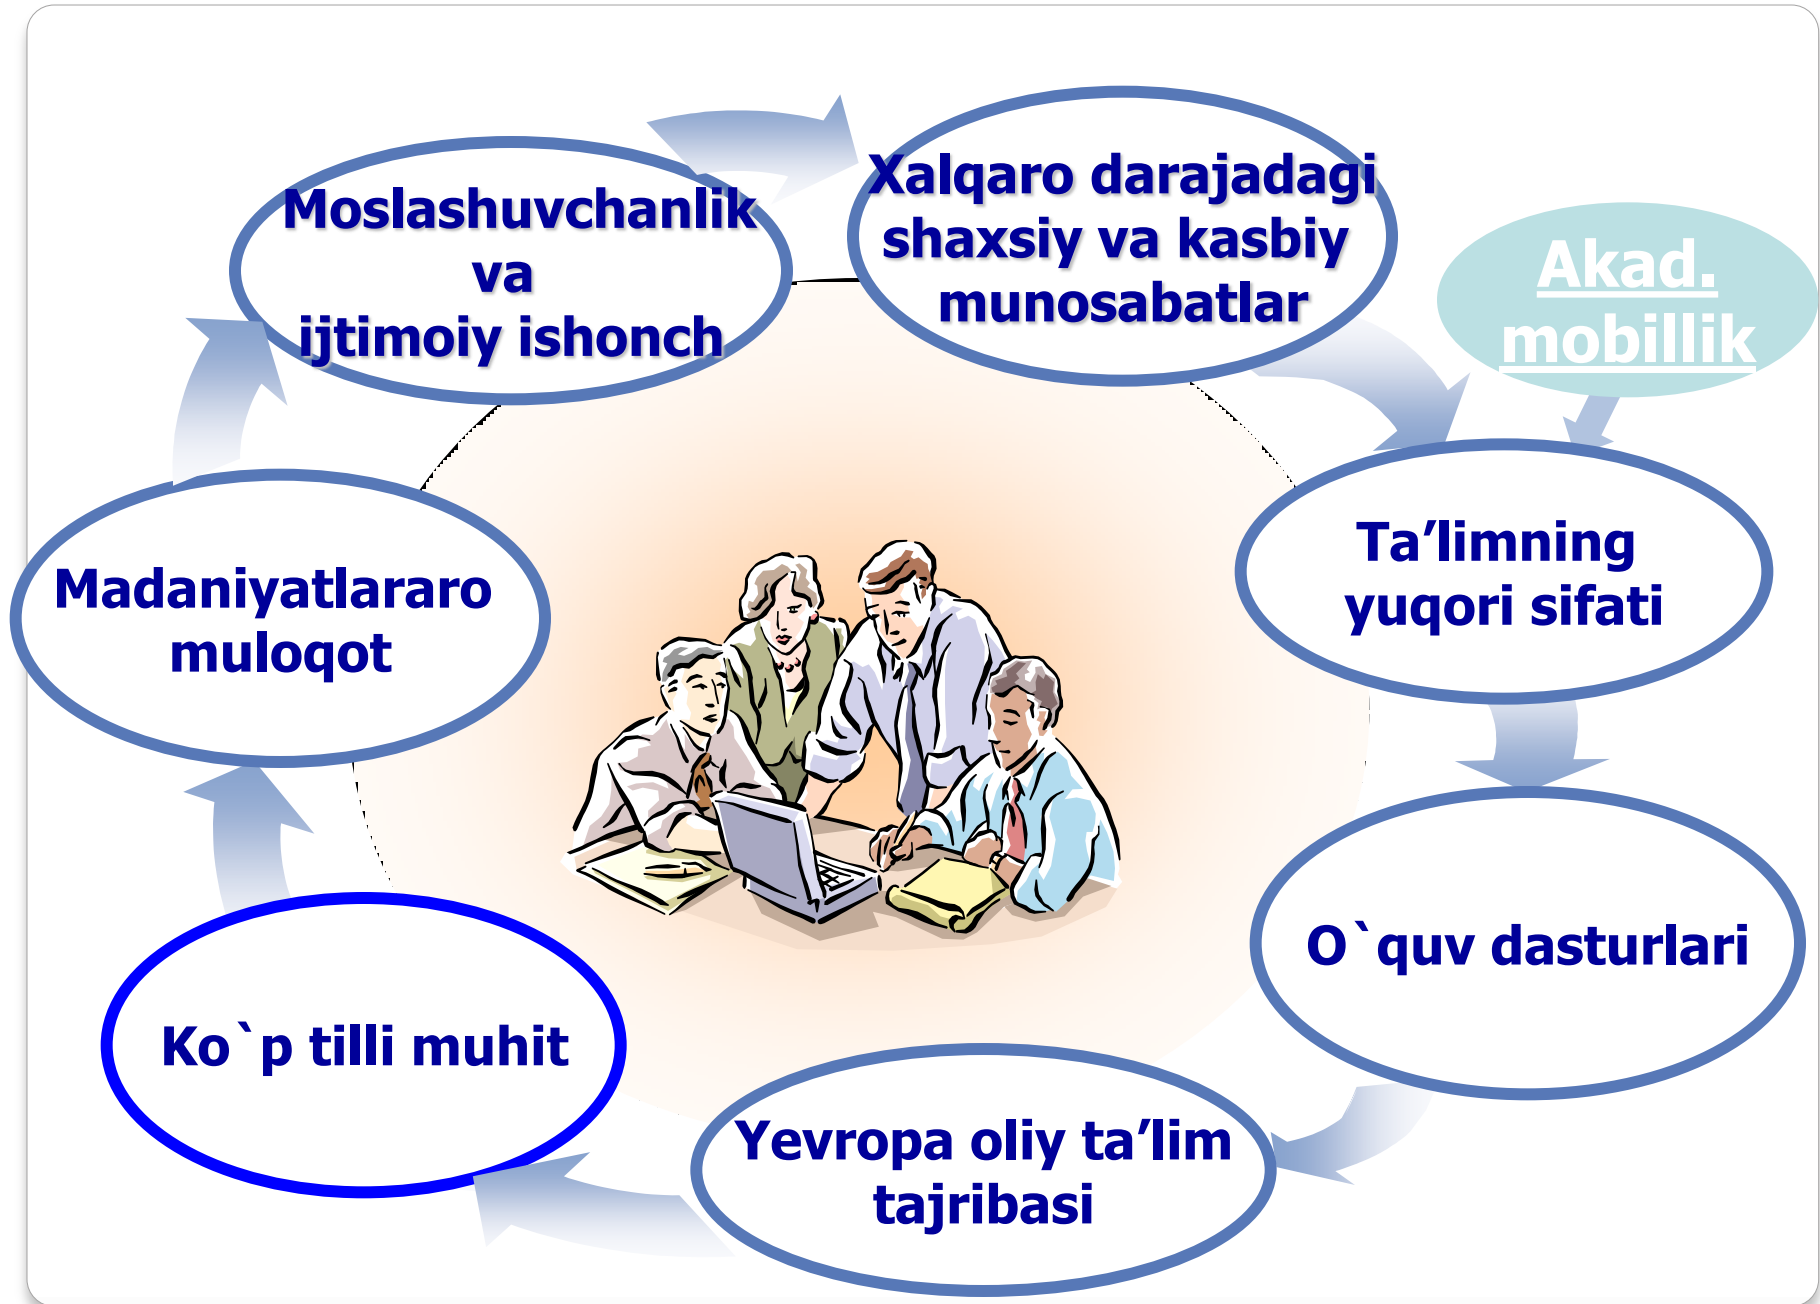 Moslashuvchanlik
va
ijtimoiy ishonch
Xalqaro darajadagi
shaxsiy va kasbiy
munosabatlar
Akad.
mobillik
Ta’limning
yuqori sifati
O`quv dasturlari
Yevropa oliy ta’lim
tajribasi
Ko`p tilli muhit
Madaniyatlararo
muloqot